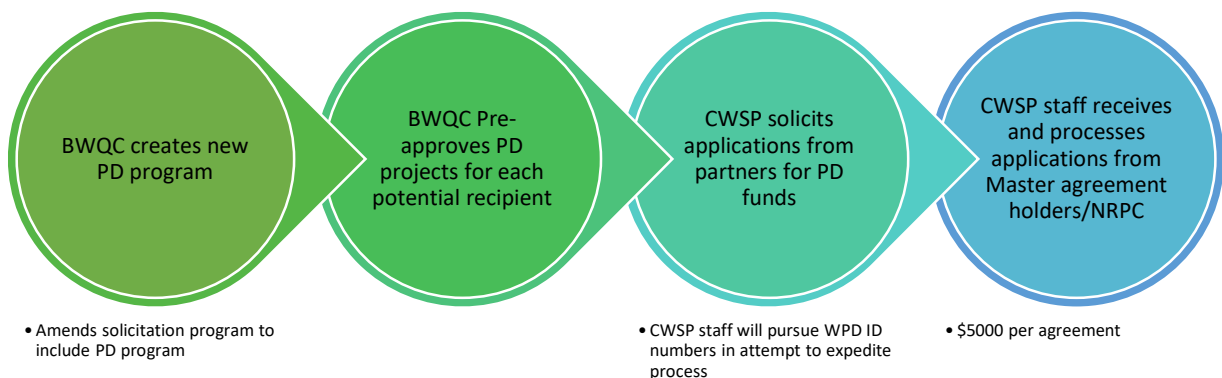 BWQC creates new
PD program
BWQC Pre-
approves PD
projects for each
potential recipient
CWSP solicits
applications from
partners for PD
funds
CWSP staff receives
and processes
applications from
Master agreement
holders/NRPC
• Amends solicitation program to
include PD program
• CWSP staff will pursue WPD ID
numbers in attempt to expedite
process
• $5000 per agreement